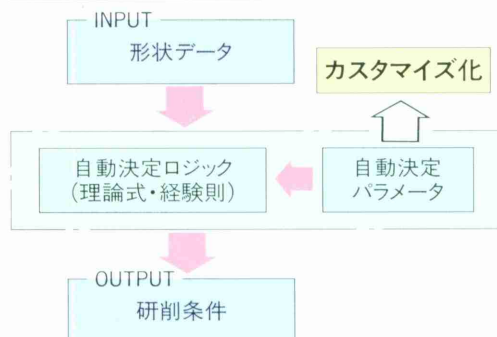 INPUT
形状データ
カスタマイズ化
自動決定ロジック
(理論式・経験則)
自動決定
パラメータ
OUTPUT
研削条件